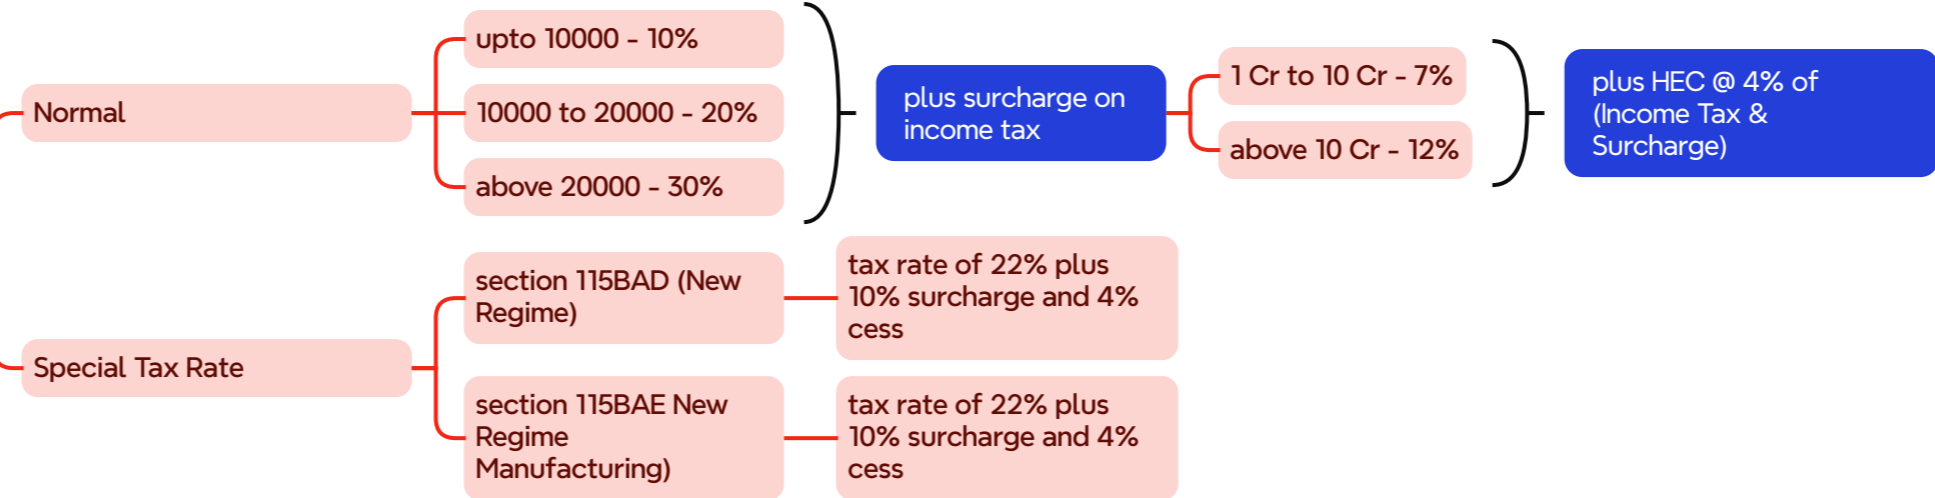 Normal
upto 10000 - 10%
10000 to 20000 - 20%
above 20000 - 30%
plus surcharge on
income tax
1 Cr to 10 Cr - 7%
above 10 Cr - 12%
plus HEC @ 4% of
(Income Tax &
Surcharge)
Special Tax Rate
section 115BAD (New
Regime)
tax rate of 22% plus
10% surcharge and 4%
cess
section 115BAE New
Regime
Manufacturing)
tax rate of 22% plus
10% surcharge and 4%
cess